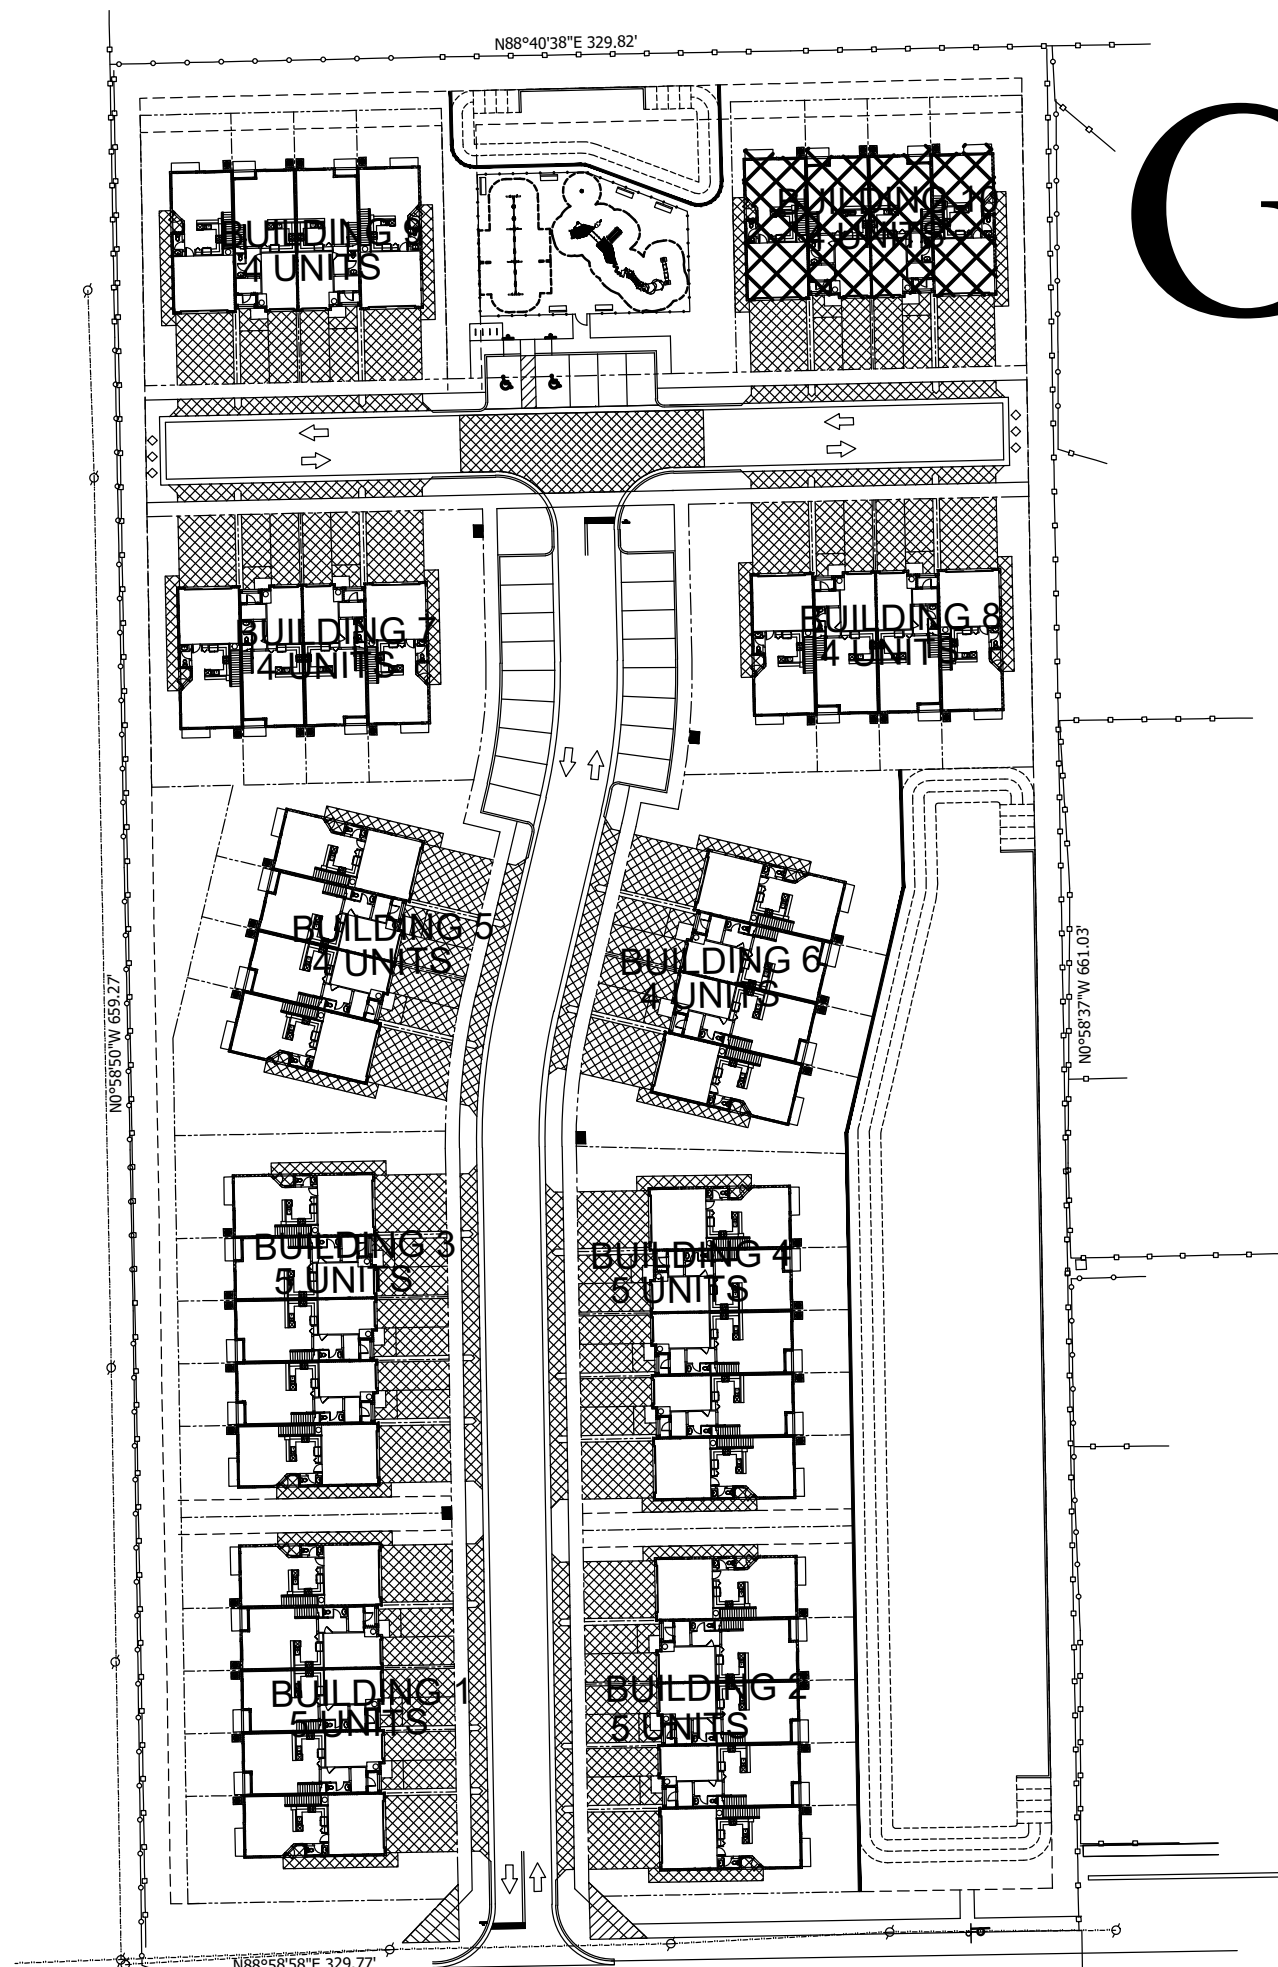 N88°40'38"E 329.82'
G
BUILDING 9
4 UNITS
BUILDING 10
4 UNITS
BUILDING 7
4 UNITS
BUILDING 8
4 UNITS
BUILDING 5
4 UNITS
BUILDING 6
4 UNITS
N0°58'50"W 659.27'
N0°58'37"W 661.03'
BUILDING 3
5 UNITS
BUILDING 4
5 UNITS
BUILDING 1
5 UNITS
BUILDING 2
5 UNITS
N88°58'58"E 329.77'